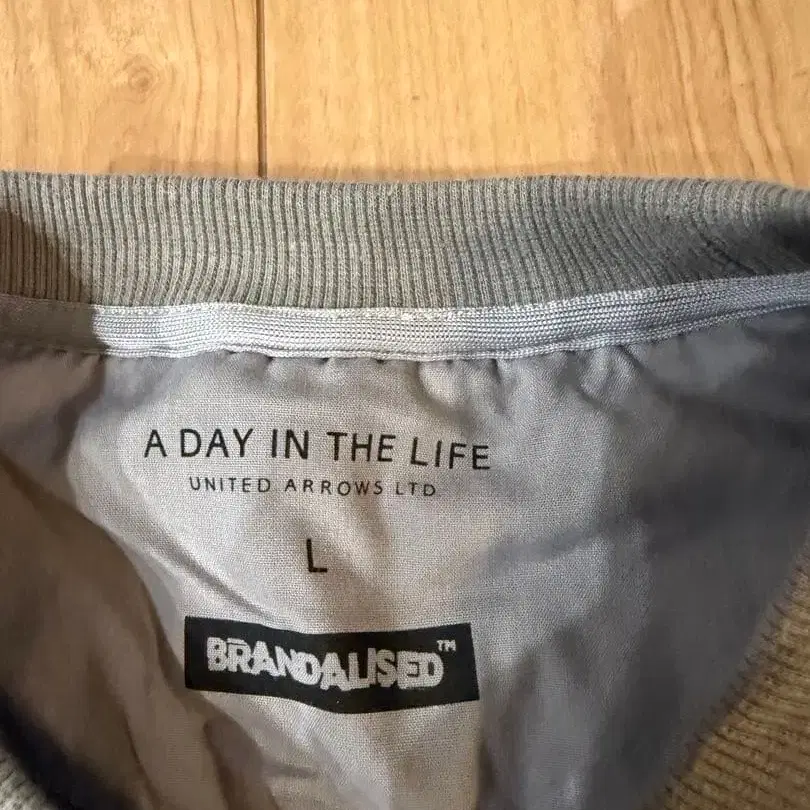 A DAY IN THE LIFE
UNITED ARROWS LTD
L
BRANDALISED™